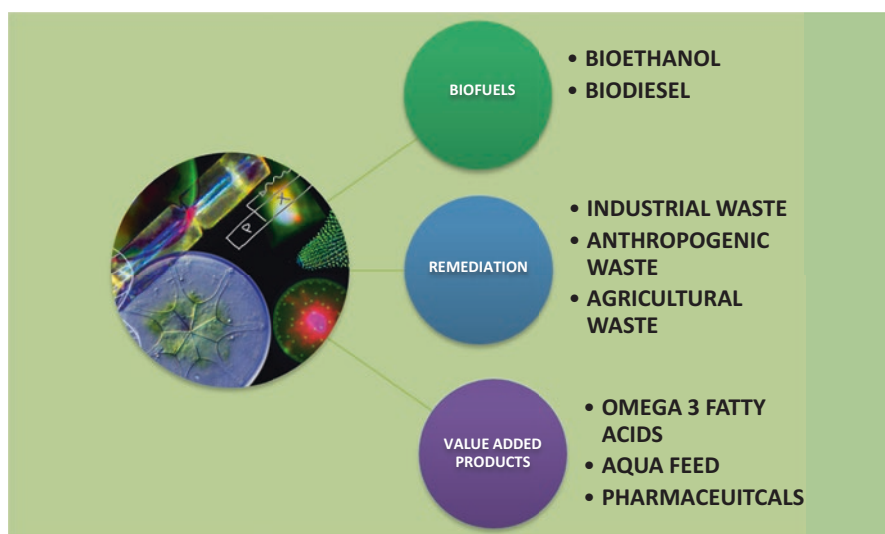 BIOFUELS
• BIOETHANOL
• BIODIESEL
P
X
REMEDIATION
• INDUSTRIAL WASTE
• ANTHROPOGENIC
WASTE
• AGRICULTURAL
WASTE
VALUE ADDED
PRODUCTS
• OMEGA 3 FATTY
ACIDS
• AQUA FEED
• PHARMACEUITCALS